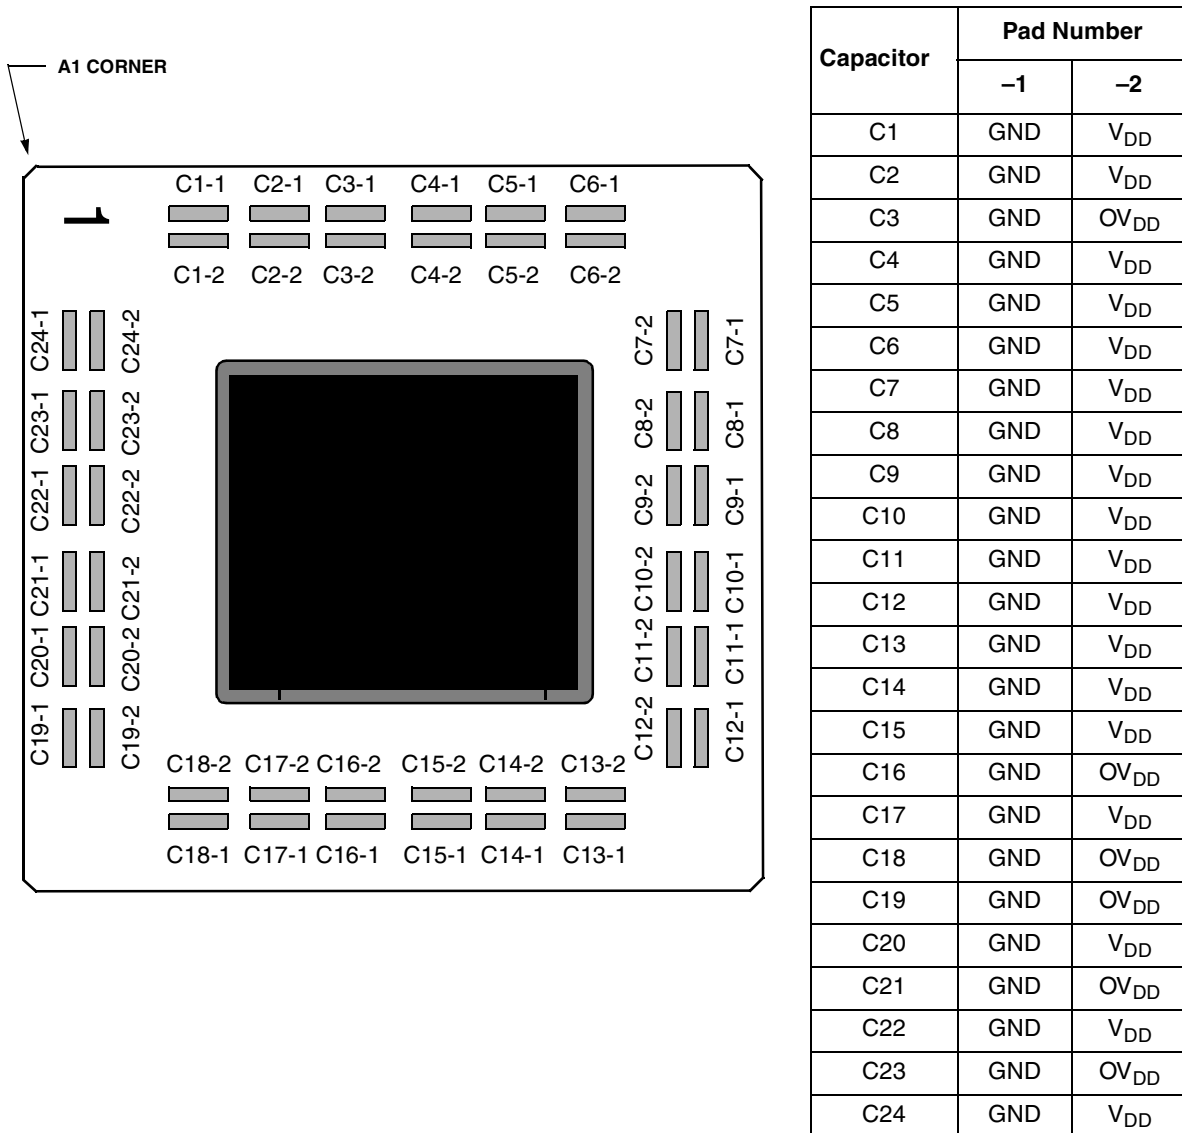 A1 CORNER
1
C1-1 C2-1 C3-1 C4-1 C5-1 C6-1
C1-2 C2-2 C3-2 C4-2 C5-2 C6-2
C24-1 C24-2 C7-2 C7-1
C23-1 C23-2 C8-2 C8-1
C22-1 C22-2 C9-2 C9-1
C21-1 C21-2 C10-2 C10-1
C20-1 C20-2 C11-2 C11-1
C19-1 C19-2 C12-2 C12-1
C18-2 C17-2 C16-2 C15-2 C14-2 C13-2
C18-1 C17-1 C16-1 C15-1 C14-1 C13-1
Capacitor Pad Number
–1 –2
C1 GND VDD
C2 GND VDD
C3 GND OVDD
C4 GND VDD
C5 GND VDD
C6 GND VDD
C7 GND VDD
C8 GND VDD
C9 GND VDD
C10 GND VDD
C11 GND VDD
C12 GND VDD
C13 GND VDD
C14 GND VDD
C15 GND VDD
C16 GND OVDD
C17 GND VDD
C18 GND OVDD
C19 GND OVDD
C20 GND VDD
C21 GND OVDD
C22 GND VDD
C23 GND OVDD
C24 GND VDD